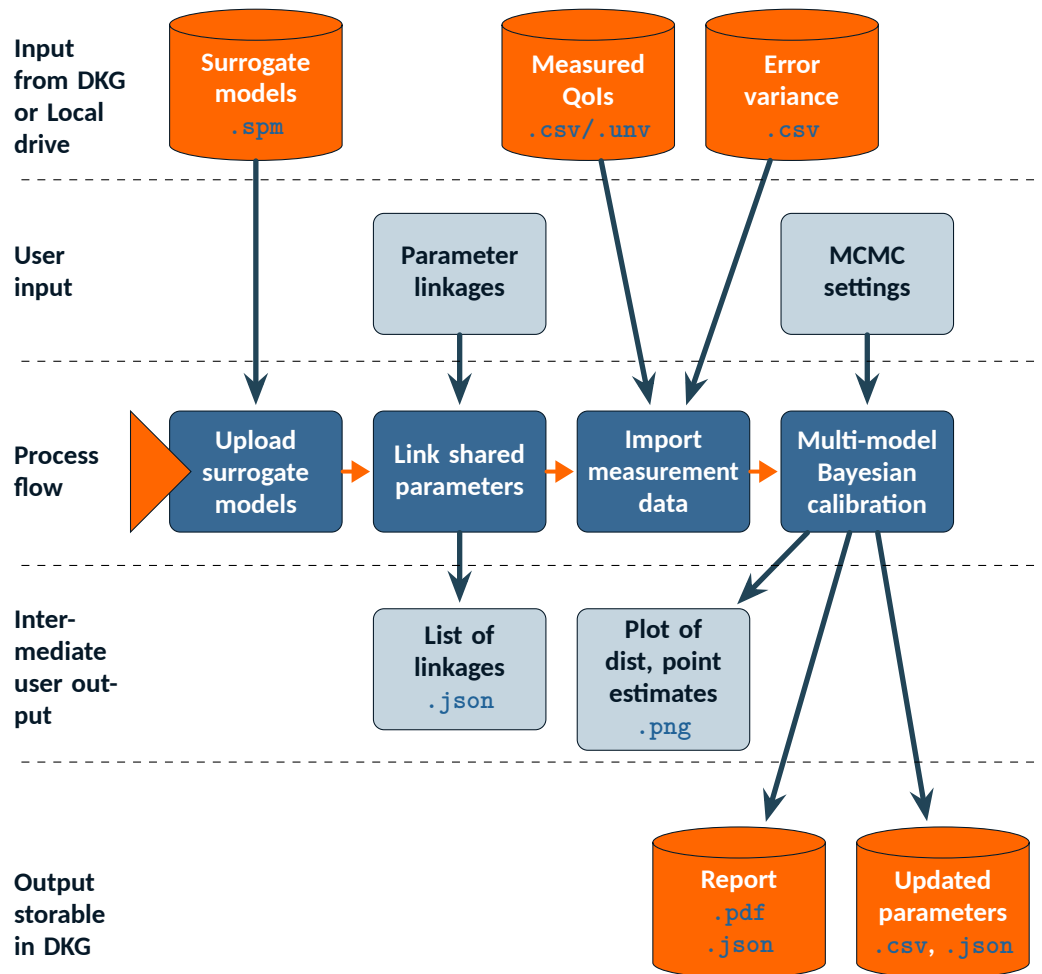 Input
from DKG
or Local
drive
Surrogate
models
.spm
Measured
QoIs
.csv/.unv
Error
variance
.csv
User
input
Parameter
linkages
MCMC
settings
Process
flow
Upload
surrogate
models
Link shared
parameters
Import
measurement
data
Multi-model
Bayesian
calibration
Inter-
mediate
user out-
put
List of
linkages
.json
Plot of
dist, point
estimates
.png
Output
storable
in DKG
Report
.pdf
.json
Updated
parameters
.csv, .json